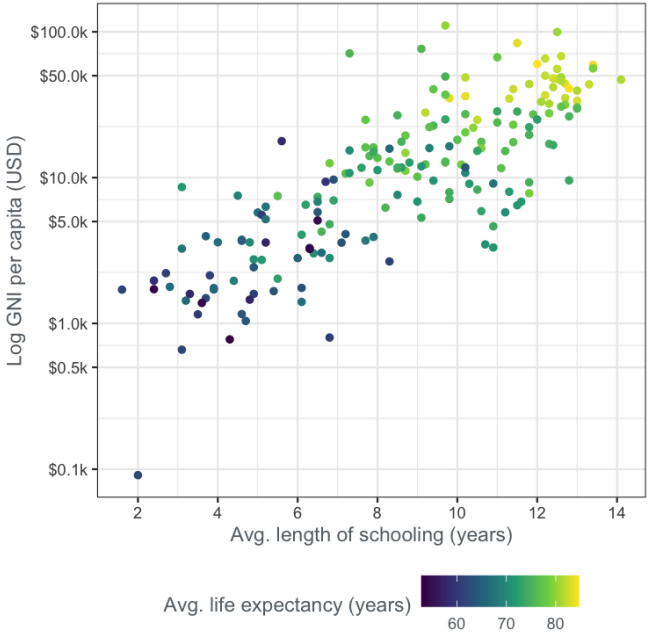 $100.0k
$50.0k
$10.0k
$5.0k
$1.0k
$0.5k
$0.1k
Log GNI per capita (USD)
2 4 6 8 10 12 14
Avg. length of schooling (years)
Avg. life expectancy (years)
60 70 80